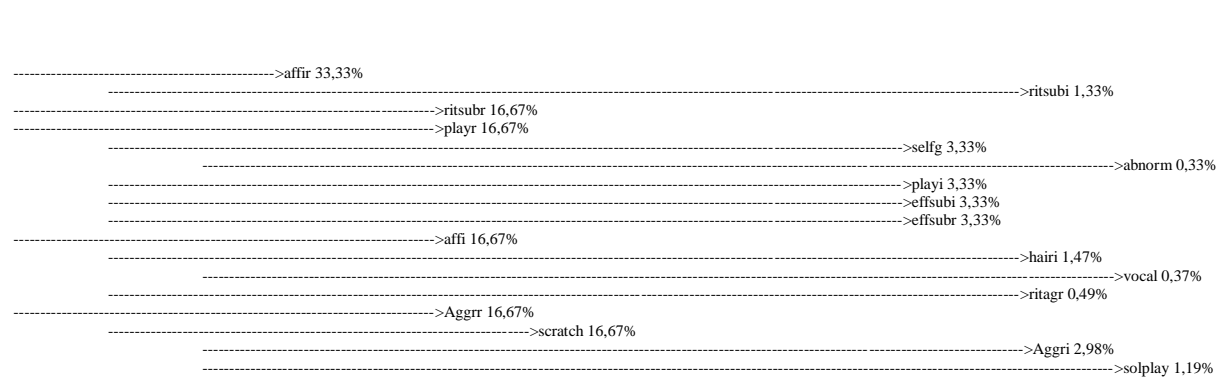 >affir 33,33%
>ritsubi 1,33%
>ritsubr 16,67%
>playr 16,67%
>selfg 3,33%
>abnorm 0,33%
>playi 3,33%
>effsubi 3,33%
>effsubr 3,33%
>affi 16,67%
>hairi 1,47%
>vocal 0,37%
>ritagr 0,49%
>Aggrr 16,67%
>scratch 16,67%
>Aggri 2,98%
>solplay 1,19%